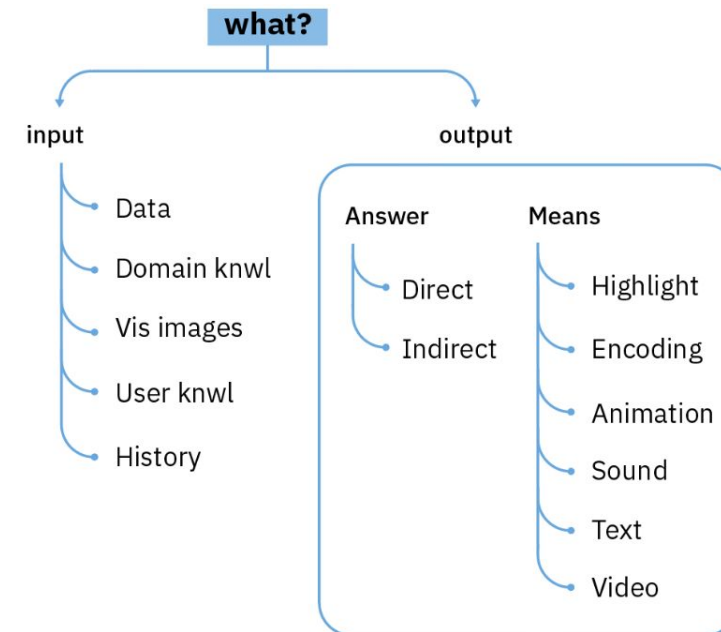 what?
input
Data
Domain knwl
Vis images
User knwl
History
output
Answer
Direct
Indirect
Means
Highlight
Encoding
Animation
Sound
Text
Video